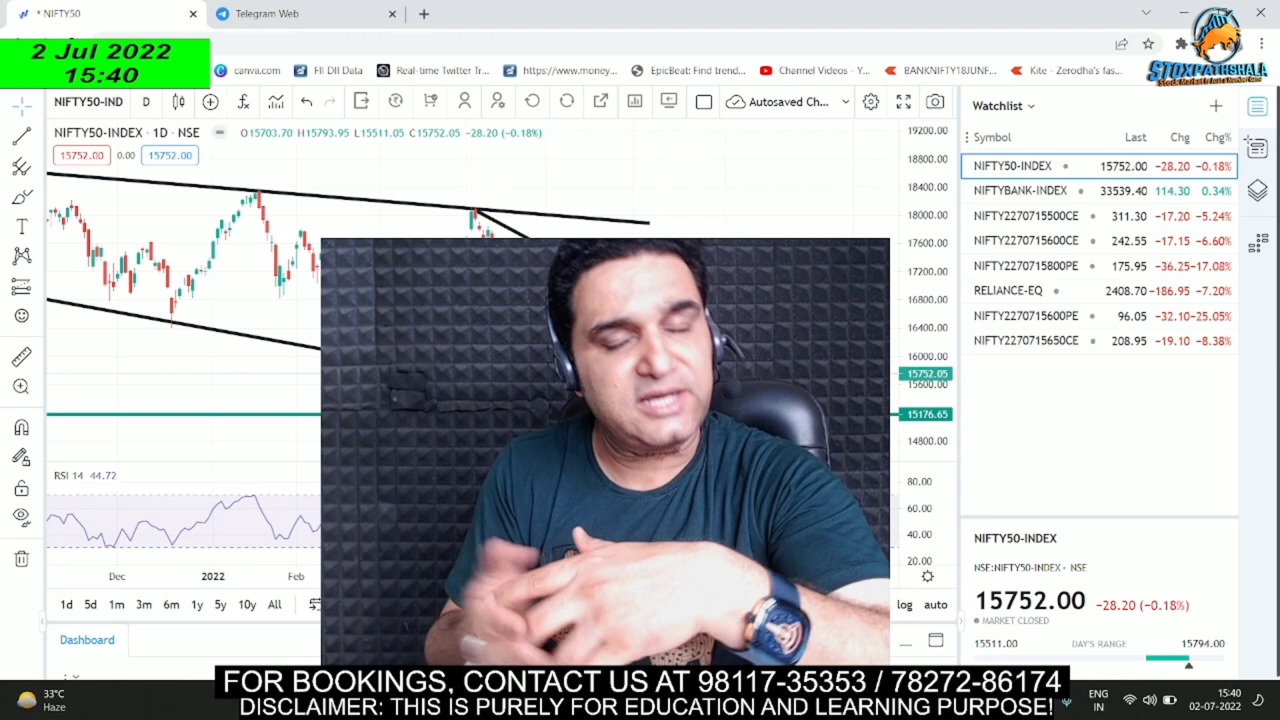 * NIFTY50
Telegram Web
2 Jul 2022
15:40
canva.com
FII DII Data
Real-time Twitter Tr...
https://www.money...
EpicBeat: Find trend...
Channel Videos - Y...
BANKNIFTY18JUNF...
Kite - Zerodha's fas...
STOXPATHSHALA
NIFTY50-IND
D
Autosaved Ch...
NIFTY50-INDEX · 1D · NSE
O15703.70 H15793.95 L15511.05 C15752.05 -28.20 (-0.18%)
15752.00 0.00 15752.00
19200.00
18800.00
18400.00
18000.00
17600.00
17200.00
16800.00
16400.00
16000.00
15752.05
15600.00
15176.65
14800.00
RSI 14 44.72
80.00
60.00
40.00
20.00
Dec 2022 Feb
1d 5d 1m 3m 6m 1y 5y 10y All
log auto
Dashboard
Watchlist
Symbol Last Chg Chg%
NIFTY50-INDEX 15752.00 -28.20 -0.18%
NIFTYBANK-INDEX 33539.40 114.30 0.34%
NIFTY2270715500CE 311.30 -17.20 -5.24%
NIFTY2270715600CE 242.55 -17.15 -6.60%
NIFTY2270715800PE 175.95 -36.25 -17.08%
RELIANCE-EQ 2408.70 -186.95 -7.20%
NIFTY2270715600PE 96.05 -32.10 -25.05%
NIFTY2270715650CE 208.95 -19.10 -8.38%
NIFTY50-INDEX
NSE:NIFTY50-INDEX · NSE
15752.00 -28.20 (-0.18%)
MARKET CLOSED
15511.00 DAY'S RANGE 15794.00
FOR BOOKINGS, CONTACT US AT 98117-35353 / 78272-86174
DISCLAIMER: THIS IS PURELY FOR EDUCATION AND LEARNING PURPOSE!
33°C
Haze
ENG
IN
15:40
02-07-2022